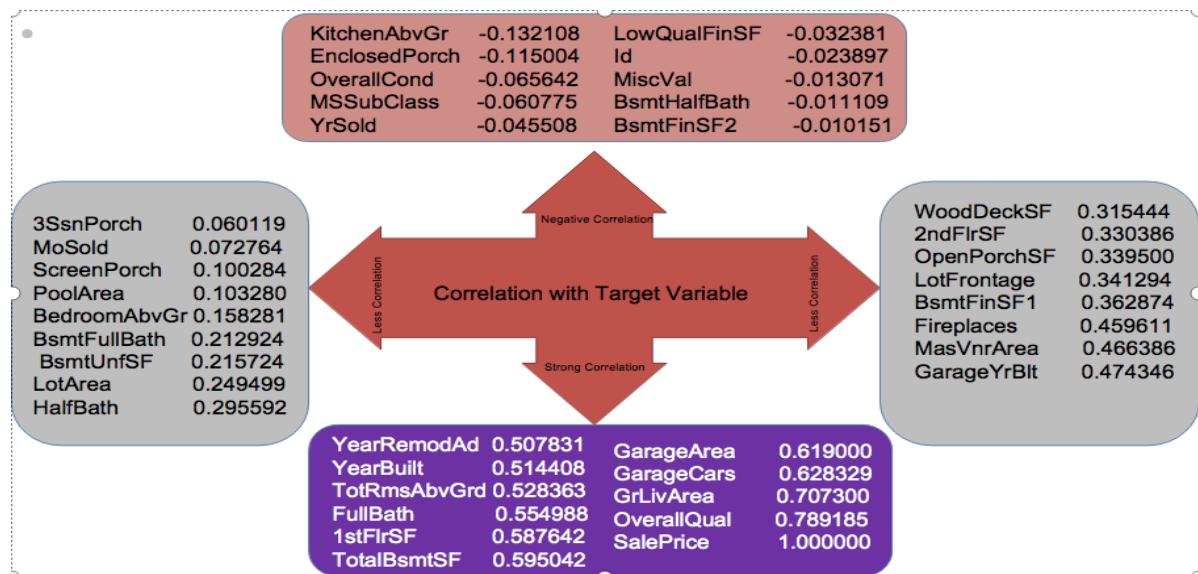 KitchenAbvGr -0.132108 LowQualFinSF -0.032381
EnclosedPorch -0.115004 Id -0.023897
OverallCond -0.065642 MiscVal -0.013071
MSSubClass -0.060775 BsmtHalfBath -0.011109
YrSold -0.045508 BsmtFinSF2 -0.010151
3SsnPorch 0.060119
MoSold 0.072764
ScreenPorch 0.100284
PoolArea 0.103280
BedroomAbvGr 0.158281
BsmtFullBath 0.212924
BsmtUnfSF 0.215724
LotArea 0.249499
HalfBath 0.295592
Negative Correlation
Less Correlation
Correlation with Target Variable
Less Correlation
Strong Correlation
WoodDeckSF 0.315444
2ndFlrSF 0.330386
OpenPorchSF 0.339500
LotFrontage 0.341294
BsmtFinSF1 0.362874
Fireplaces 0.459611
MasVnrArea 0.466386
GarageYrBlt 0.474346
YearRemodAd 0.507831
YearBuilt 0.514408
TotRmsAbvGrd 0.528363
FullBath 0.554988
1stFlrSF 0.587642
TotalBsmtSF 0.595042
GarageArea 0.619000
GarageCars 0.628329
GrLivArea 0.707300
OverallQual 0.789185
SalePrice 1.000000